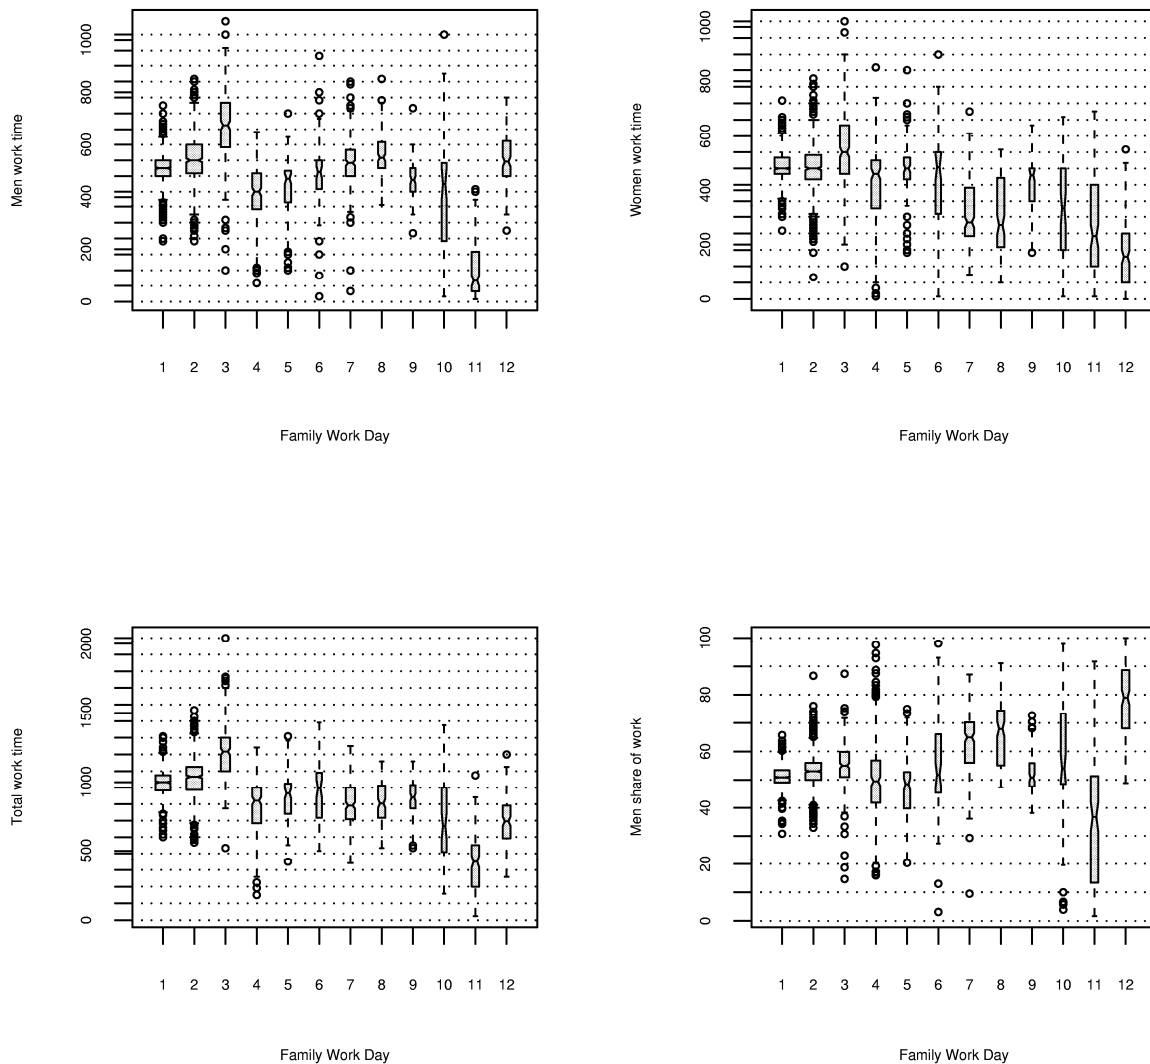 Men work time
0 200 400 600 800 1000
1 2 3 4 5 6 7 8 9 10 11 12
Family Work Day
Women work time
0 200 400 600 800 1000
1 2 3 4 5 6 7 8 9 10 11 12
Family Work Day
Total work time
0 500 1000 1500 2000
1 2 3 4 5 6 7 8 9 10 11 12
Family Work Day
Men share of work
0 20 40 60 80 100
1 2 3 4 5 6 7 8 9 10 11 12
Family Work Day